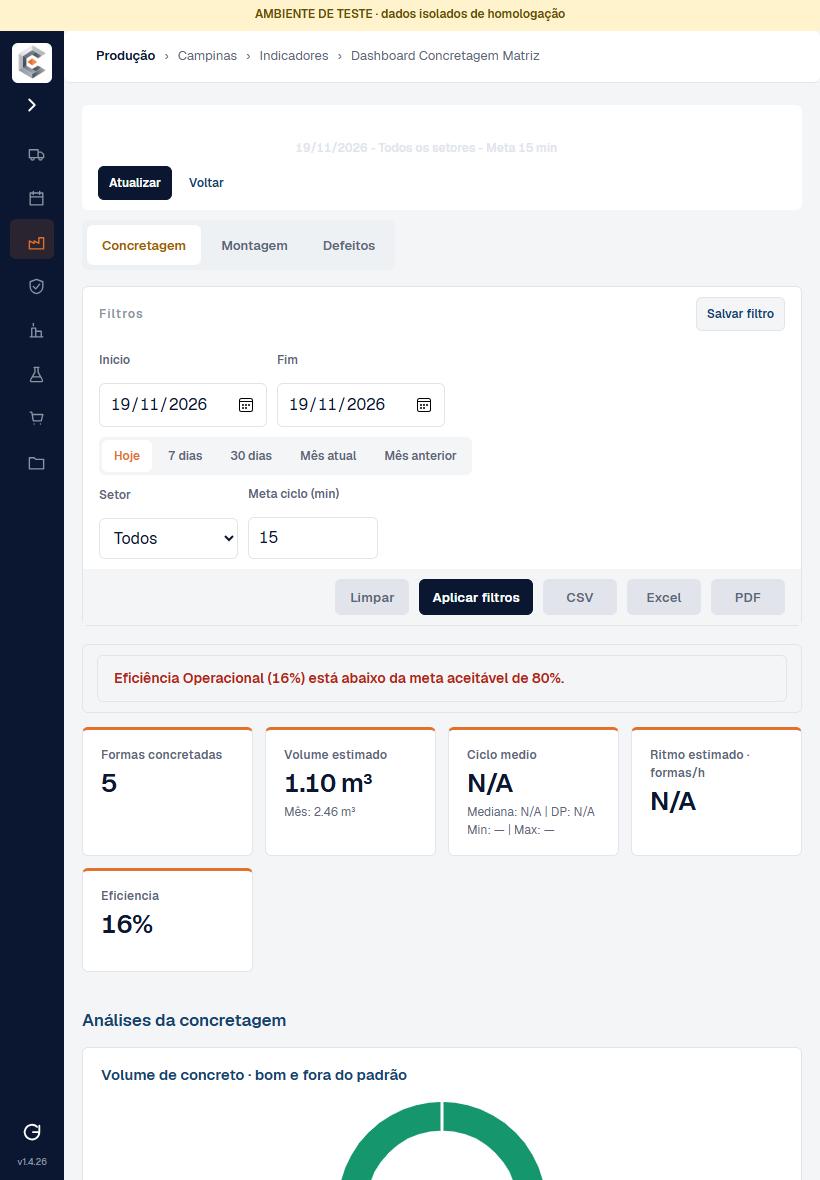 AMBIENTE DE TESTE · dados isolados de homologação
Produção › Campinas › Indicadores › Dashboard Concretagem Matriz
19/11/2026 - Todos os setores - Meta 15 min
Atualizar Voltar
Concretagem Montagem Defeitos
Filtros Salvar filtro
Início Fim
19/11/2026 19/11/2026
Hoje 7 dias 30 dias Mês atual Mês anterior
Setor Meta ciclo (min)
Todos 15
Limpar Aplicar filtros CSV Excel PDF
Eficiência Operacional (16%) está abaixo da meta aceitável de 80%.
Formas concretadas
5
Volume estimado
1.10 m³
Mês: 2.46 m³
Ciclo medio
N/A
Mediana: N/A | DP: N/A
Min: — | Max: —
Ritmo estimado ·
formas/h
N/A
Eficiencia
16%
Análises da concretagem
Volume de concreto · bom e fora do padrão
v1.4.26